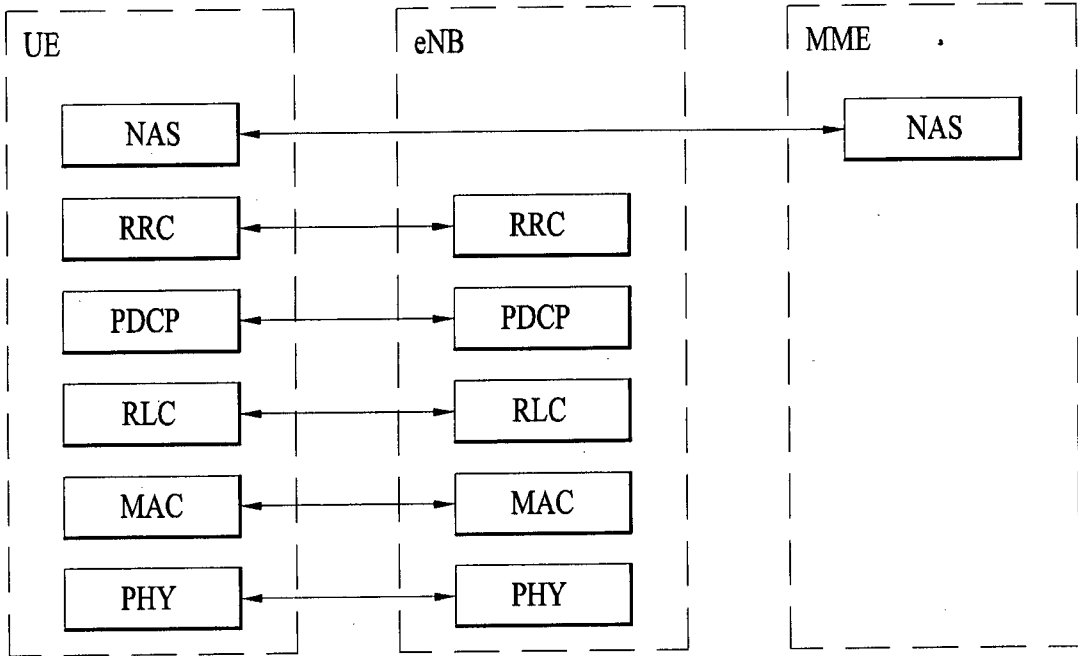 UE
eNB
MME
NAS
NAS
RRC
RRC
PDCP
PDCP
RLC
RLC
MAC
MAC
PHY
PHY